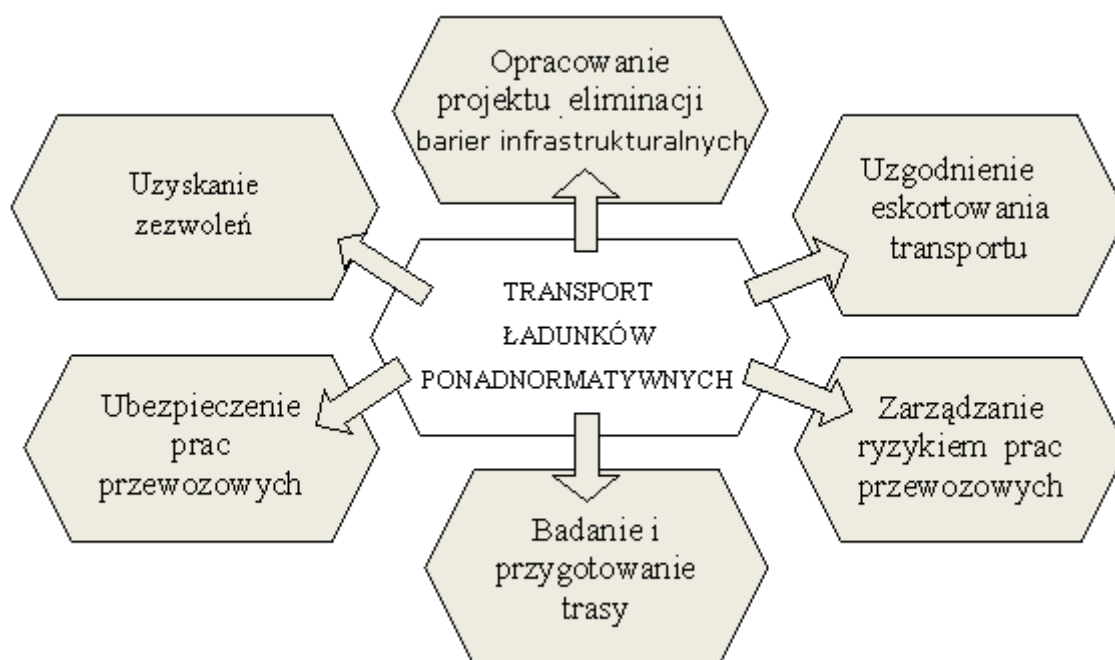 Opracowanie
projektu eliminacji
barier infrastrukturalnych
Uzyskanie
zezwoleń
Uzgodnienie
eskortowania
transportu
TRANSPORT
ŁADUNKÓW
PONADNORMATYWNYCH
Ubezpieczenie
prac
przewozowych
Zarządzanie
ryzykiem prac
przewozowych
Badanie i
przygotowanie
trasy